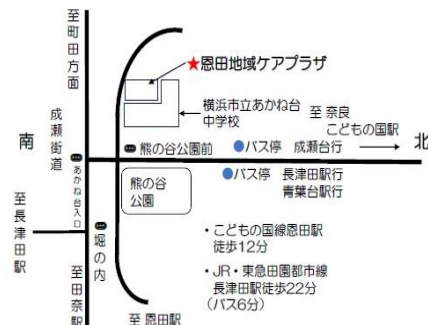 至町田方面
★恩田地域ケアプラザ
横浜市立あかね台
中学校
至 奈良
こどもの国駅
成瀬街道
南
北
熊の谷公園前
バス停 成瀬台行
あかね台入口
バス停 長津田駅行
青葉台駅行
熊の谷
公園
至長津田駅
堀の内
・こどもの国線恩田駅
徒歩12分
・JR・東急田園都市線
長津田駅徒歩22分
(バス6分)
至田奈駅
至 恩田駅